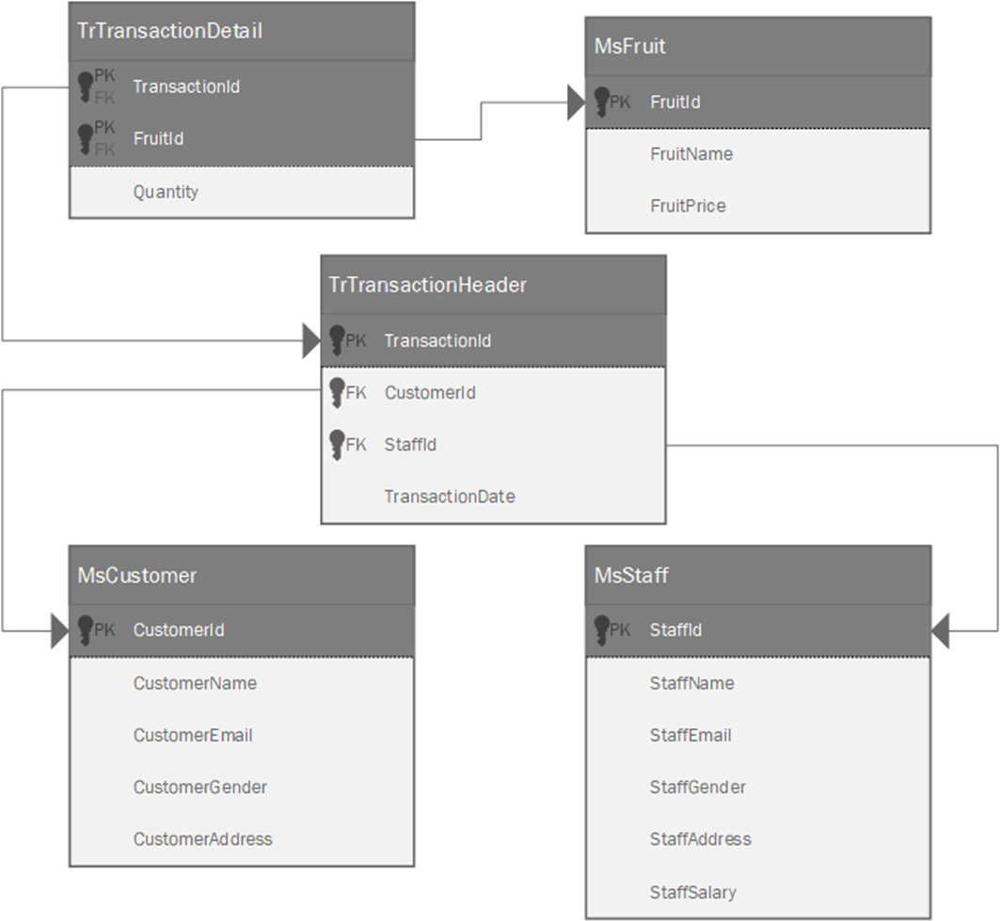 TrTransactionDetail
PK
FK
TransactionId
PK
FK
FruitId
Quantity
MsFruit
PK FruitId
FruitName
FruitPrice
TrTransactionHeader
PK TransactionId
FK CustomerId
FK StaffId
TransactionDate
MsCustomer
PK CustomerId
CustomerName
CustomerEmail
CustomerGender
CustomerAddress
MsStaff
PK StaffId
StaffName
StaffEmail
StaffGender
StaffAddress
StaffSalary